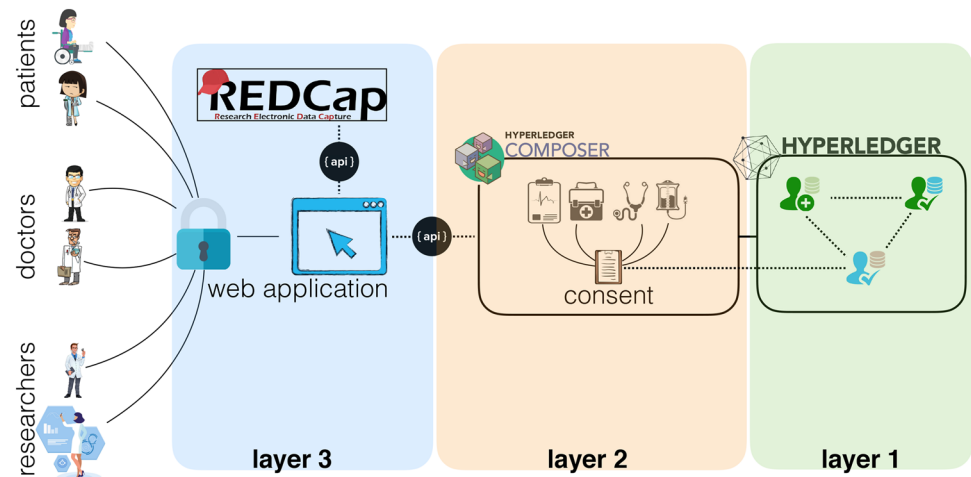 patients
doctors
researchers
REDCap
Research Electronic Data Capture
{ api }
web application
{ api }
layer 3
HYPERLEDGER
COMPOSER
consent
layer 2
HYPERLEDGER
layer 1